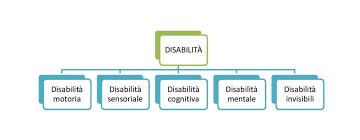 DISABILITÀ
Disabilità
motoria
Disabilità
sensoriale
Disabilità
cognitiva
Disabilità
mentale
Disabilità
invisibili